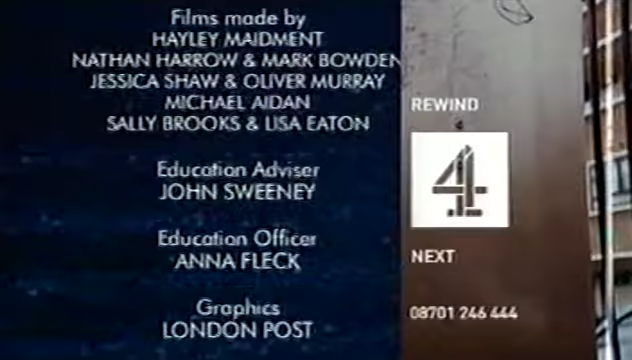 Films made by
HAYLEY MAIDMENT
NATHAN HARROW & MARK BOWDEN
JESSICA SHAW & OLIVER MURRAY
MICHAEL AIDAN
SALLY BROOKS & LISA EATON
Education Adviser
JOHN SWEENEY
Education Officer
ANNA FLECK
Graphics
LONDON POST
REWIND
4
NEXT
08701 246 444